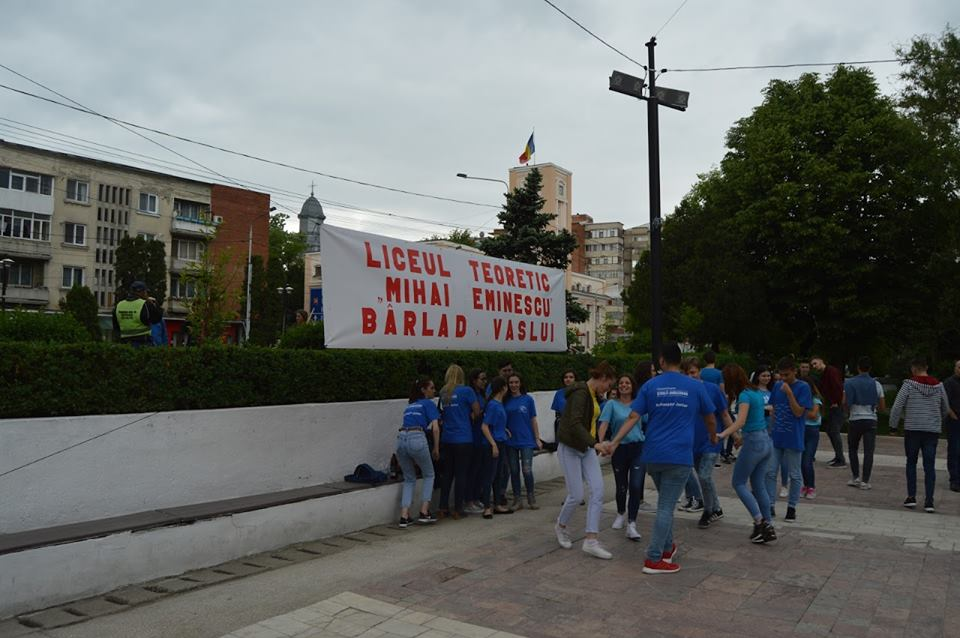 LICEUL TEORETIC
„MIHAI EMINESCU"
BÂRLAD, VASLUI